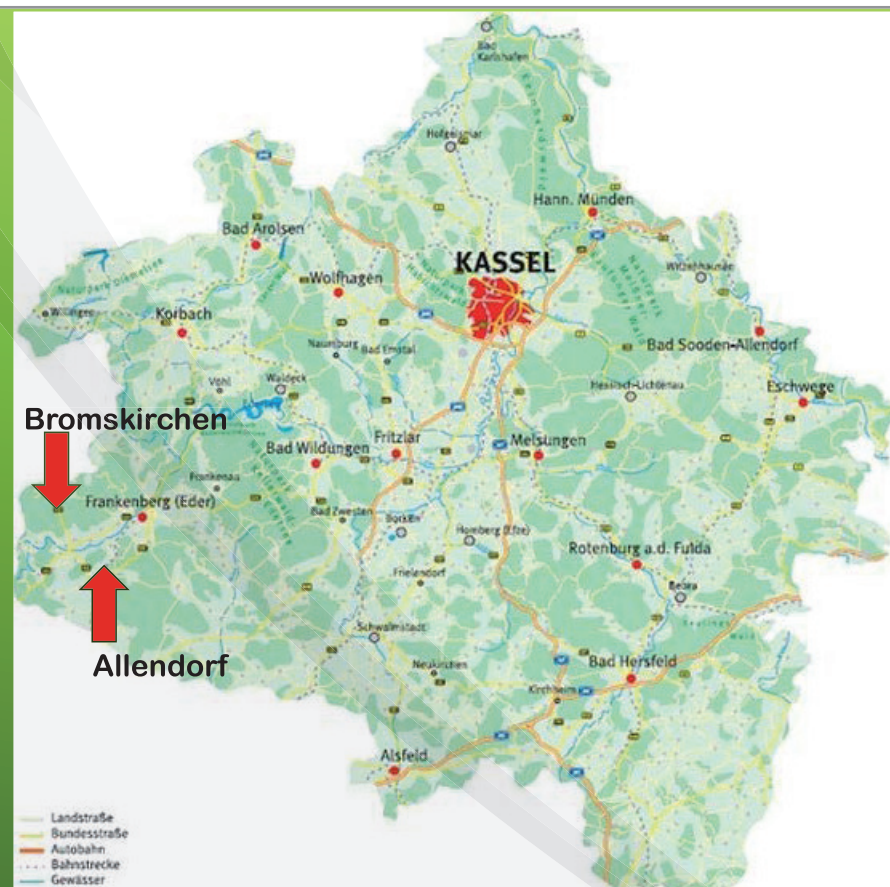 Bad
Karlshafen
Hofgeismar
Hann. Münden
Bad Arolsen
KASSEL
Witzenhausen
Wolfhagen
Naturpark Diemelsee
Willingen
Korbach
Bad Sooden-Allendorf
Naumburg
Bad Emstal
Vöhl
Waldeck
Hessisch-Lichtenau
Eschwege
Bromskirchen
Bad Wildungen
Fritzlar
Melsungen
Frankenau
Frankenberg (Eder)
Bad Zwesten
Borken
Homberg (Efze)
Rotenburg a.d. Fulda
Frielendorf
Bebra
Schwalmstadt
Allendorf
Neukirchen
Bad Hersfeld
Kirchheim
Alsfeld
Landstraße
Bundesstraße
Autobahn
Bahnstrecke
Gewässer